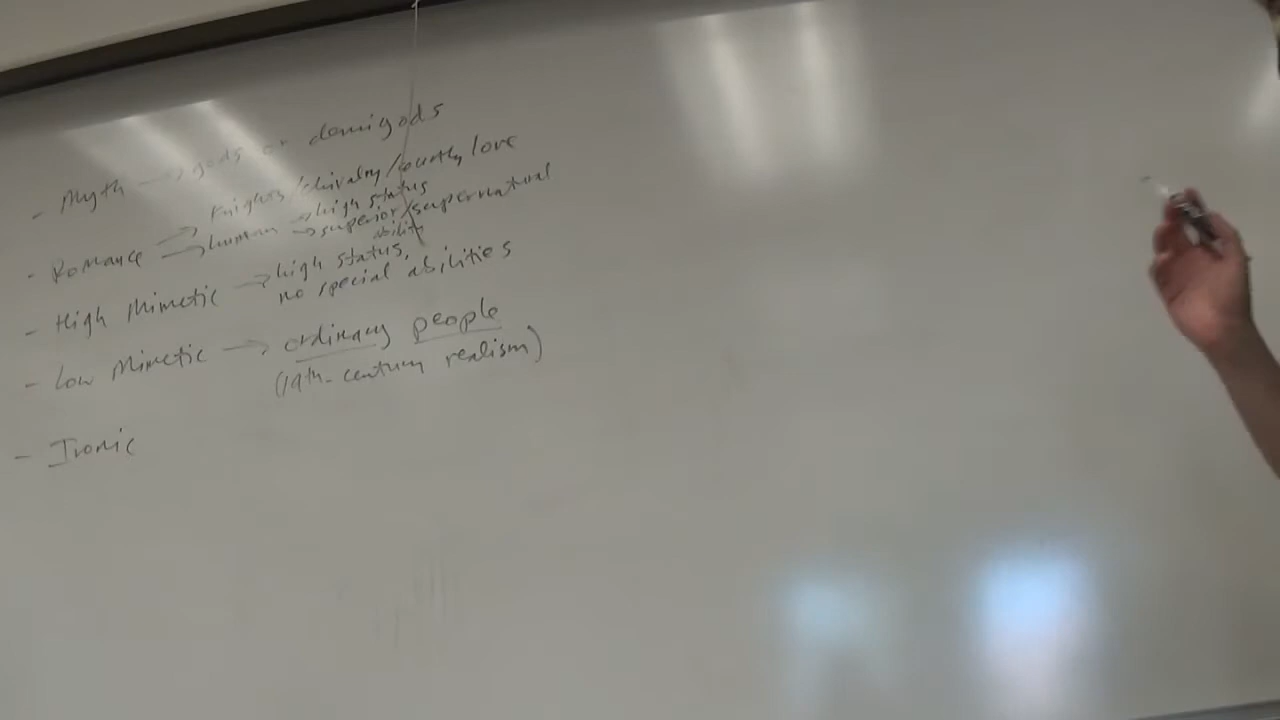 - Myth → gods or demigods
- Romance → Knights/chivalry/courtly love
→ human → high status
→ superior/supernatural
ability
- High Mimetic → high status,
no special abilities
- Low Mimetic → ordinary people
(19th-century realism)
- Ironic